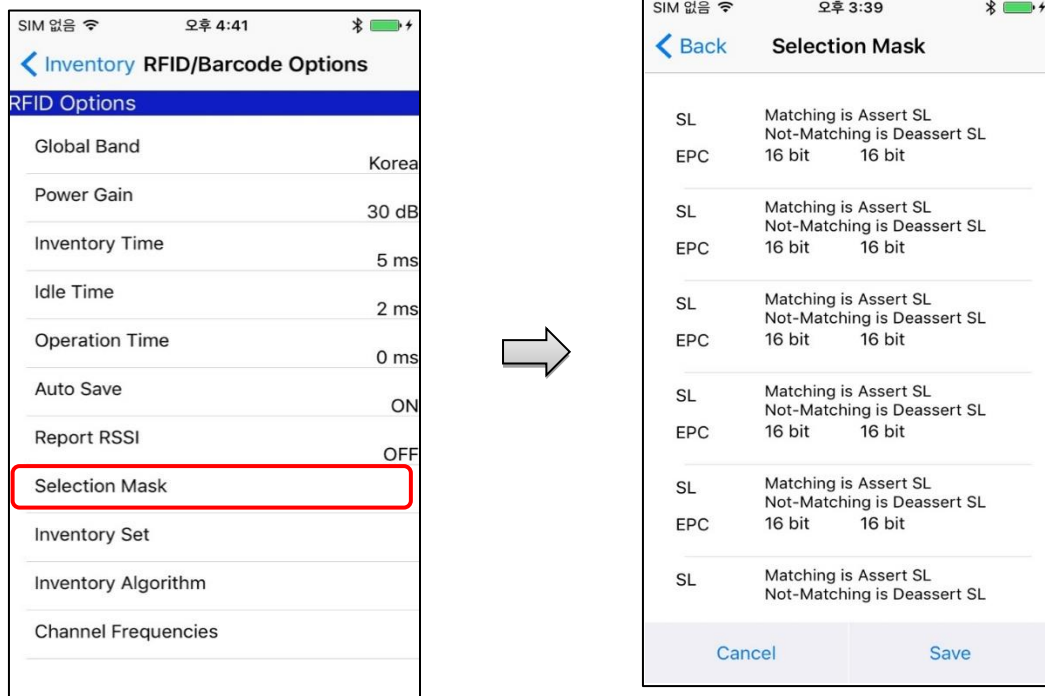 SIM 없음 오후 4:41
Inventory RFID/Barcode Options
RFID Options
Global Band
Korea
Power Gain
30 dB
Inventory Time
5 ms
Idle Time
2 ms
Operation Time
0 ms
Auto Save
ON
Report RSSI
OFF
Selection Mask
Inventory Set
Inventory Algorithm
Channel Frequencies
SIM 없음 오후 3:39
Back Selection Mask
SL Matching is Assert SL
Not-Matching is Deassert SL
EPC 16 bit 16 bit
SL Matching is Assert SL
Not-Matching is Deassert SL
EPC 16 bit 16 bit
SL Matching is Assert SL
Not-Matching is Deassert SL
EPC 16 bit 16 bit
SL Matching is Assert SL
Not-Matching is Deassert SL
EPC 16 bit 16 bit
SL Matching is Assert SL
Not-Matching is Deassert SL
EPC 16 bit 16 bit
SL Matching is Assert SL
Not-Matching is Deassert SL
Cancel Save